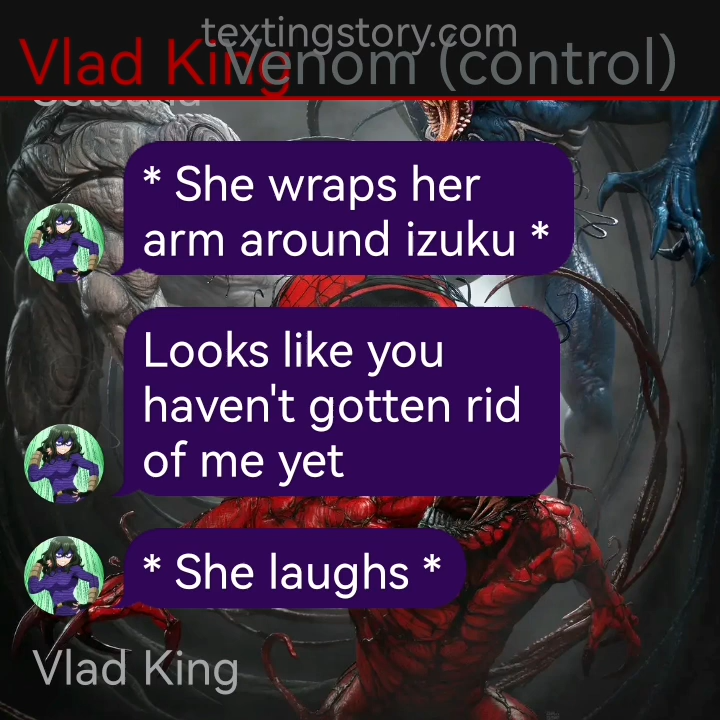 textingstory.com
Vlad King Venom (control)
Setsuna
* She wraps her
arm around izuku *
Looks like you
haven't gotten rid
of me yet
* She laughs *
Vlad King